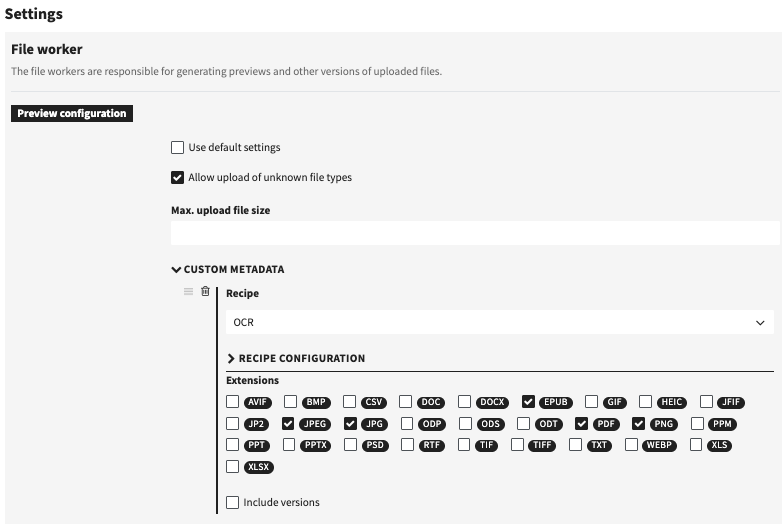 Settings
File worker
The file workers are responsible for generating previews and other versions of uploaded files.
Preview configuration
Use default settings
Allow upload of unknown file types
Max. upload file size
CUSTOM METADATA
Recipe
OCR
RECIPE CONFIGURATION
Extensions
AVIF BMP CSV DOC DOCX EPUB GIF HEIC JFIF
JP2 JPEG JPG ODP ODS ODT PDF PNG PPM
PPT PPTX PSD RTF TIF TIFF TXT WEBP XLS
XLSX
Include versions